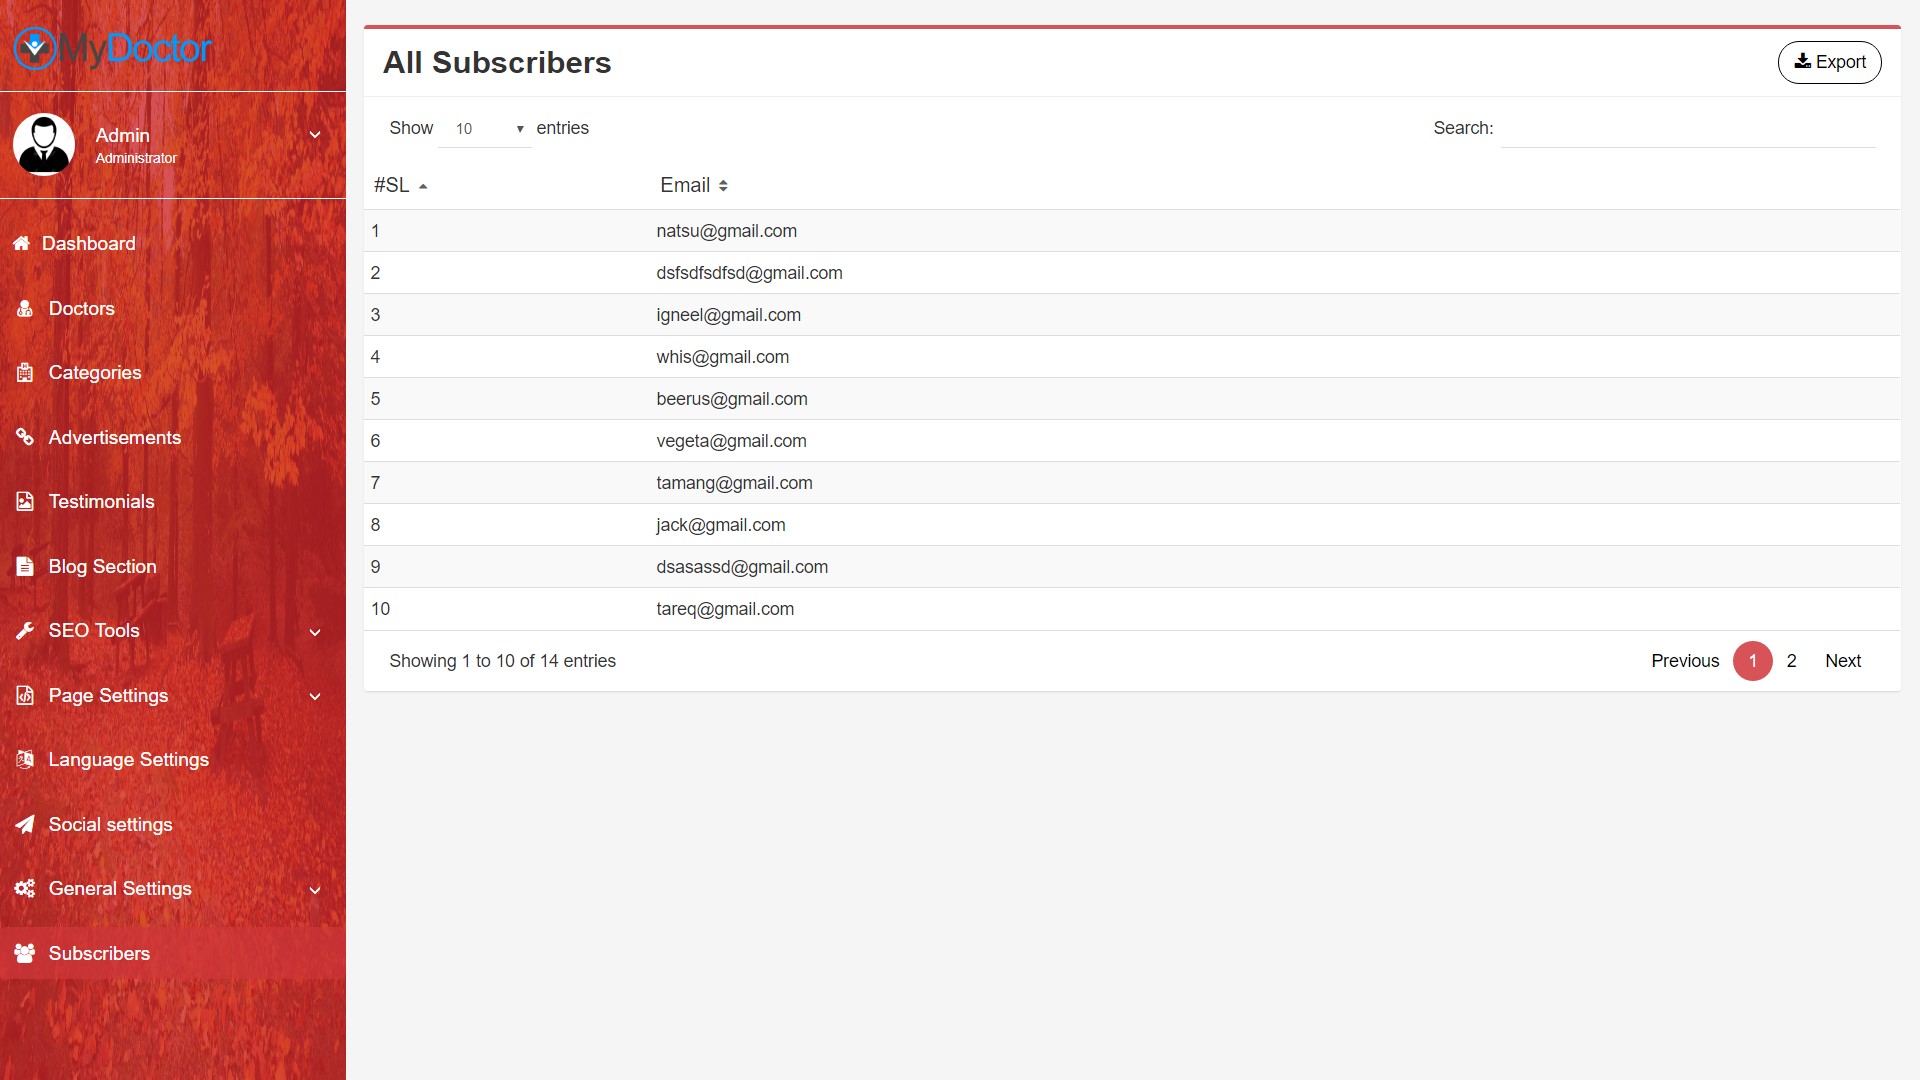 MyDoctor
Admin
Administrator
Dashboard
Doctors
Categories
Advertisements
Testimonials
Blog Section
SEO Tools
Page Settings
Language Settings
Social settings
General Settings
Subscribers
All Subscribers
Export
Show 10 entries
Search:
#SL Email
1 natsu@gmail.com
2 dsfsdfsdfsd@gmail.com
3 igneel@gmail.com
4 whis@gmail.com
5 beerus@gmail.com
6 vegeta@gmail.com
7 tamang@gmail.com
8 jack@gmail.com
9 dsasassd@gmail.com
10 tareq@gmail.com
Showing 1 to 10 of 14 entries
Previous 1 2 Next